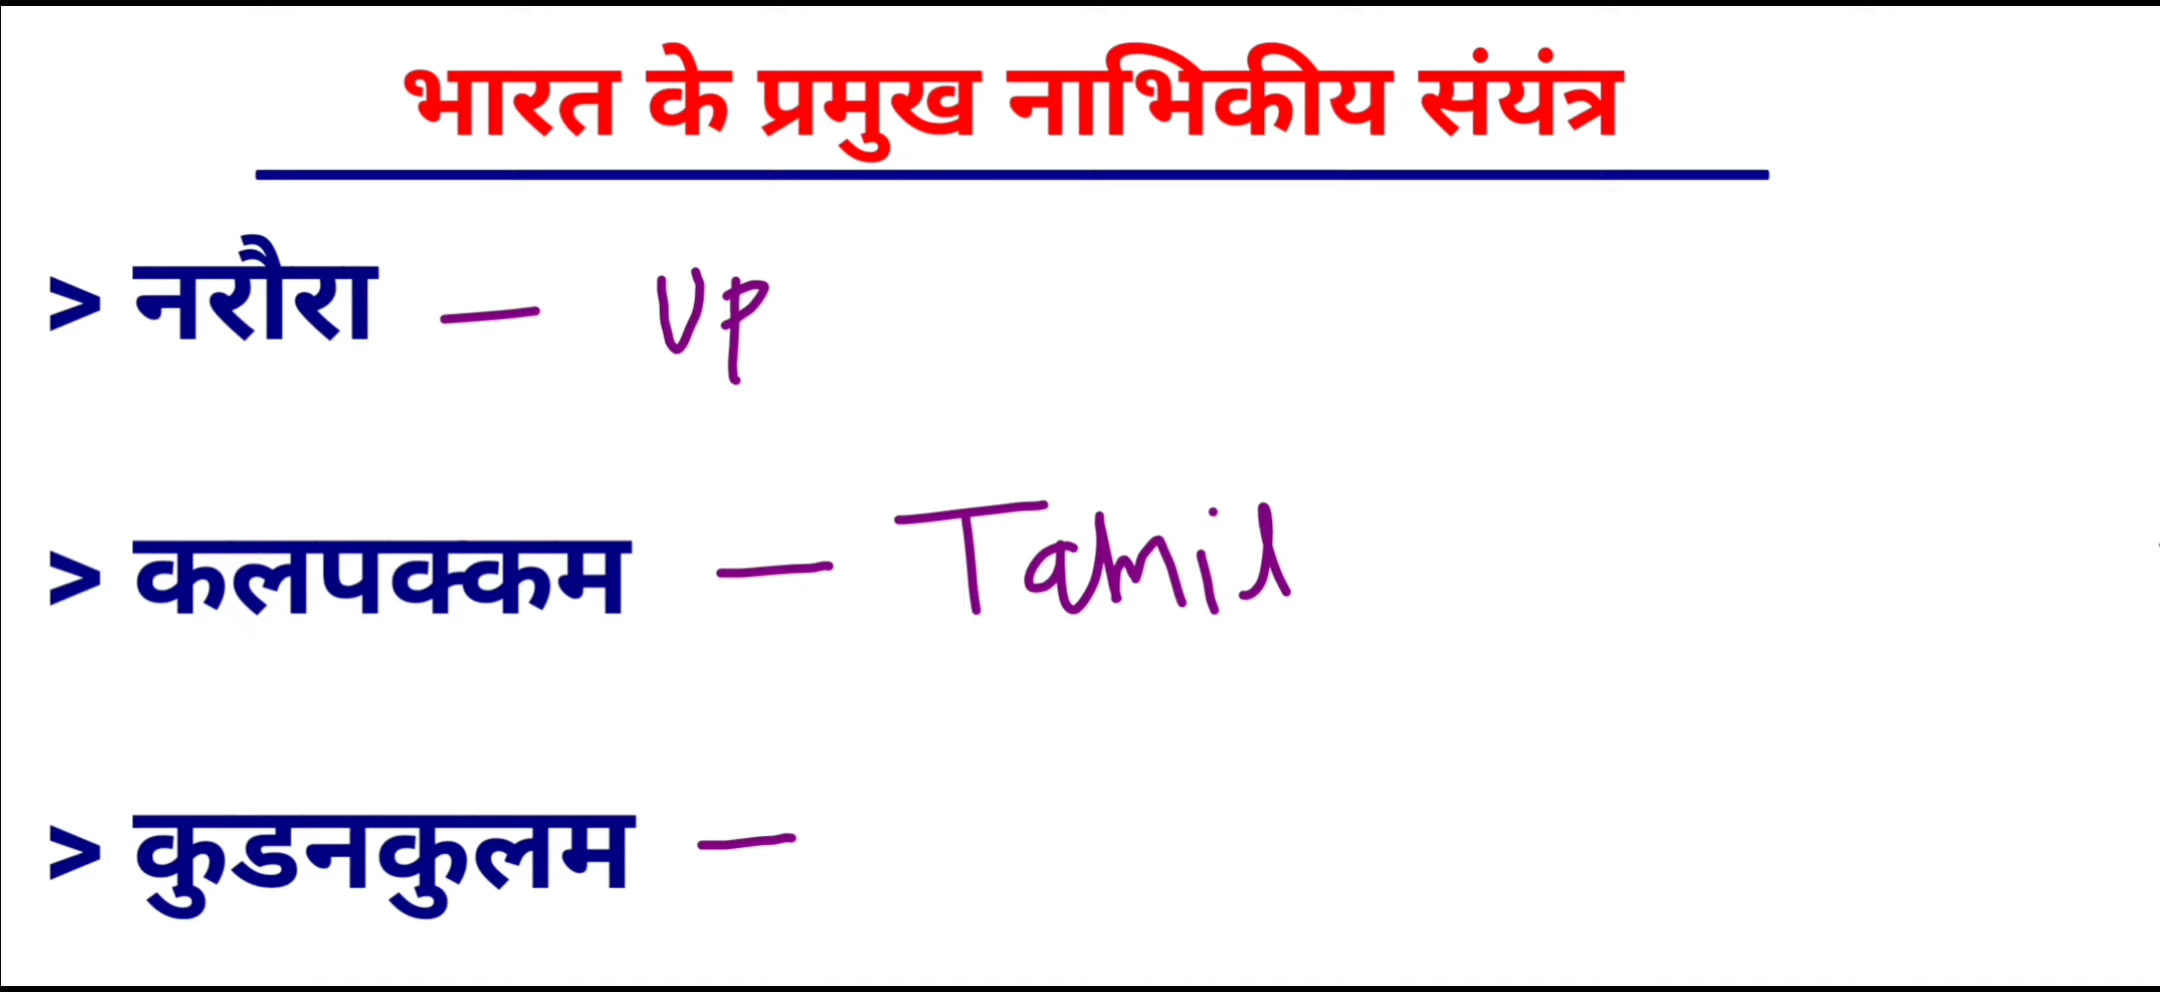 भारत के प्रमुख नाभिकीय संयंत्र
> नरौरा — UP
> कलपक्कम — Tamil
> कुडनकुलम —